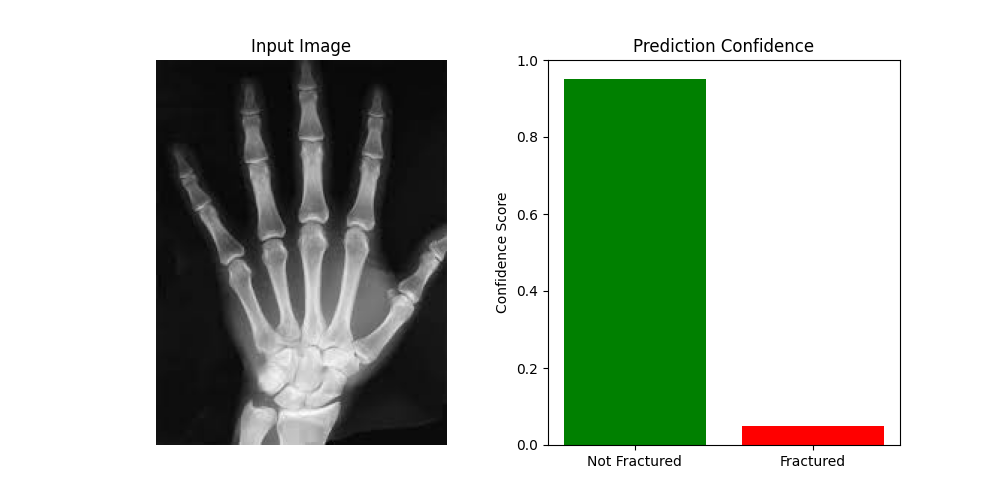 Input Image
Prediction Confidence
Confidence Score
1.0
0.8
0.6
0.4
0.2
0.0
Not Fractured
Fractured